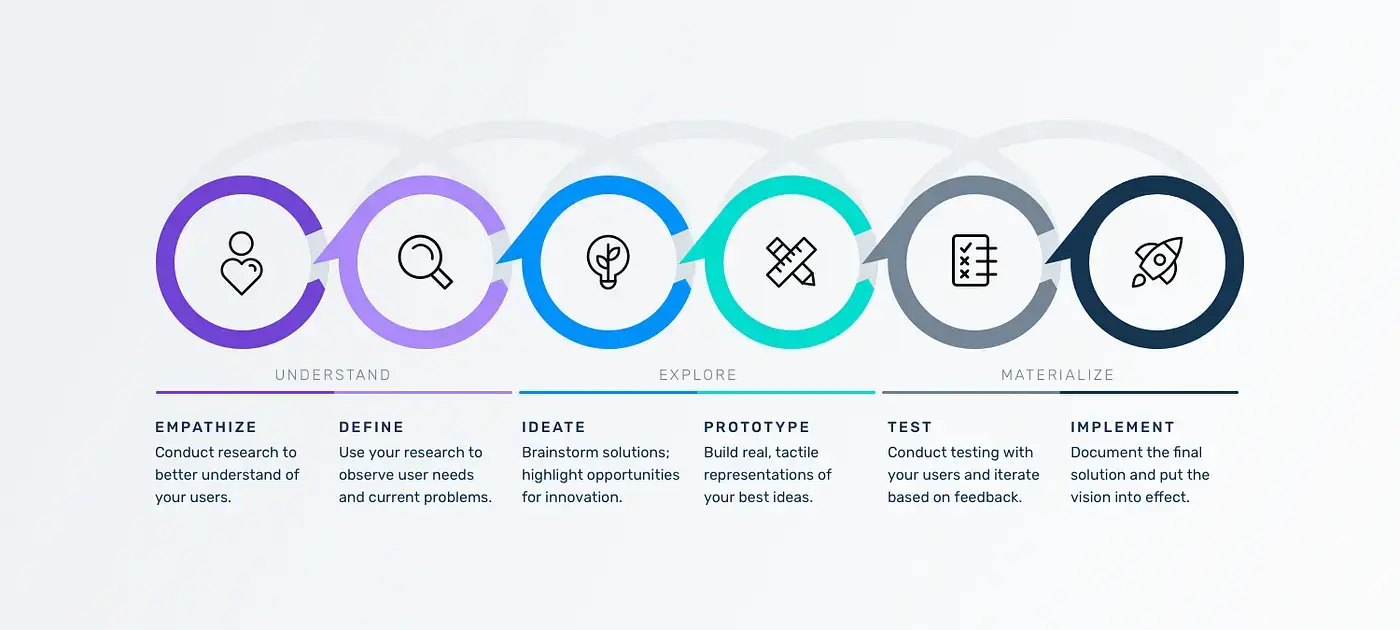 UNDERSTAND
EXPLORE
MATERIALIZE
EMPATHIZE
Conduct research to
better understand of
your users.
DEFINE
Use your research to
observe user needs
and current problems.
IDEATE
Brainstorm solutions;
highlight opportunities
for innovation.
PROTOTYPE
Build real, tactile
representations of
your best ideas.
TEST
Conduct testing with
your users and iterate
based on feedback.
IMPLEMENT
Document the final
solution and put the
vision into effect.